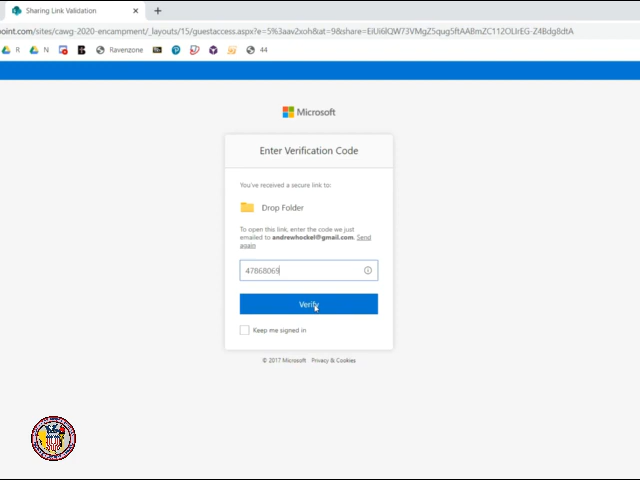 Sharing Link Validation
point.com/sites/cawg-2020-encampment/_layouts/15/guestaccess.aspx?e=5%3aav2xoh&at=9&share=EiUi6lQW73VMgZ5qug5ftAABmZC112OLIrEG-Z4Bdg8dtA
R
N
Ravenzone
44
Microsoft
Enter Verification Code
You've received a secure link to:
Drop Folder
To open this link, enter the code we just
emailed to andrewhockel@gmail.com. Send
again
47868069
Verify
Keep me signed in
© 2017 Microsoft Privacy & Cookies